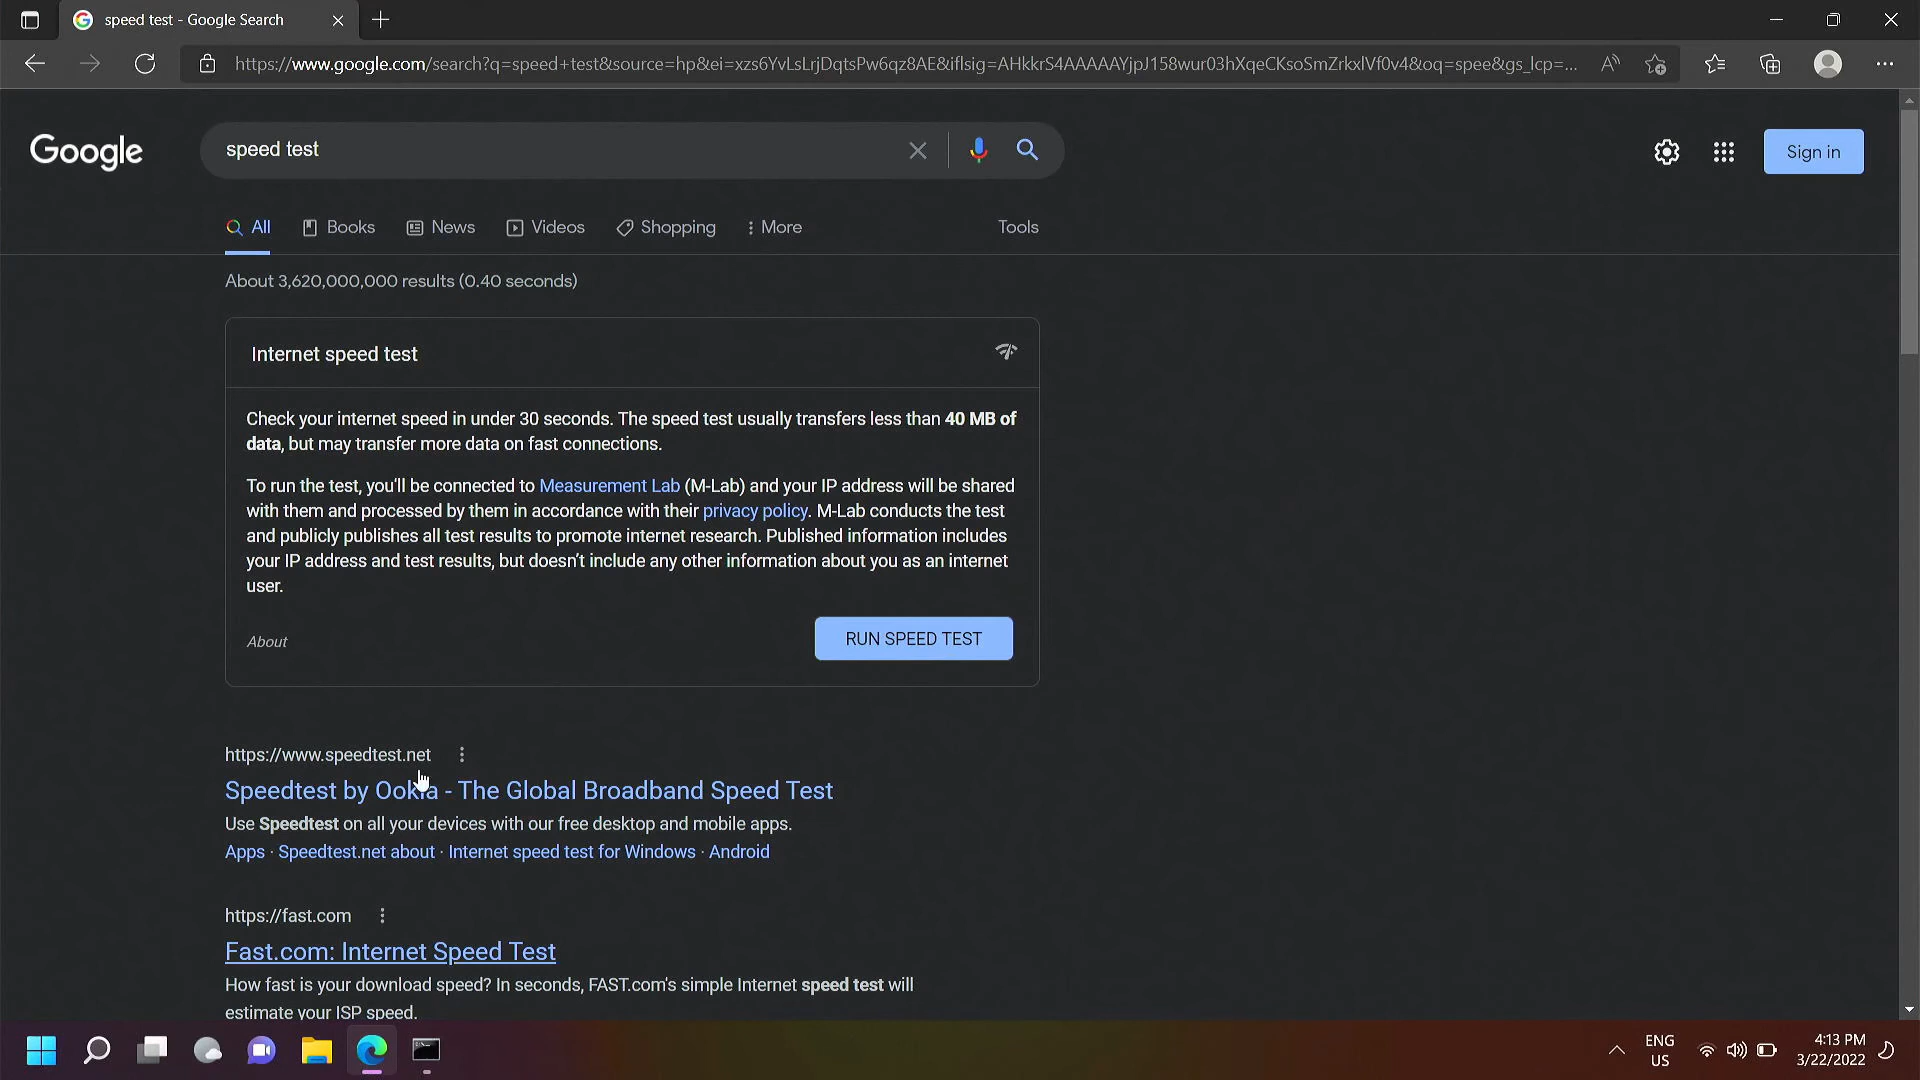 speed test - Google Search
https://www.google.com/search?q=speed+test&source=hp&ei=xzs6YvLsLrjDqtsPw6qz8AE&iflsig=AHkkrS4AAAAAYjpJ158wur03hXqeCKsoSmZrkxlVf0v4&oq=spee&gs_lcp=...
Google
speed test
Sign in
All Books News Videos Shopping More Tools
About 3,620,000,000 results (0.40 seconds)
Internet speed test
Check your internet speed in under 30 seconds. The speed test usually transfers less than 40 MB of
data, but may transfer more data on fast connections.
To run the test, you'll be connected to Measurement Lab (M-Lab) and your IP address will be shared
with them and processed by them in accordance with their privacy policy. M-Lab conducts the test
and publicly publishes all test results to promote internet research. Published information includes
your IP address and test results, but doesn't include any other information about you as an internet
user.
About
RUN SPEED TEST
https://www.speedtest.net
Speedtest by Ookla - The Global Broadband Speed Test
Use Speedtest on all your devices with our free desktop and mobile apps.
Apps · Speedtest.net about · Internet speed test for Windows · Android
https://fast.com
Fast.com: Internet Speed Test
How fast is your download speed? In seconds, FAST.com's simple Internet speed test will
estimate your ISP speed.
ENG
US
4:13 PM
3/22/2022